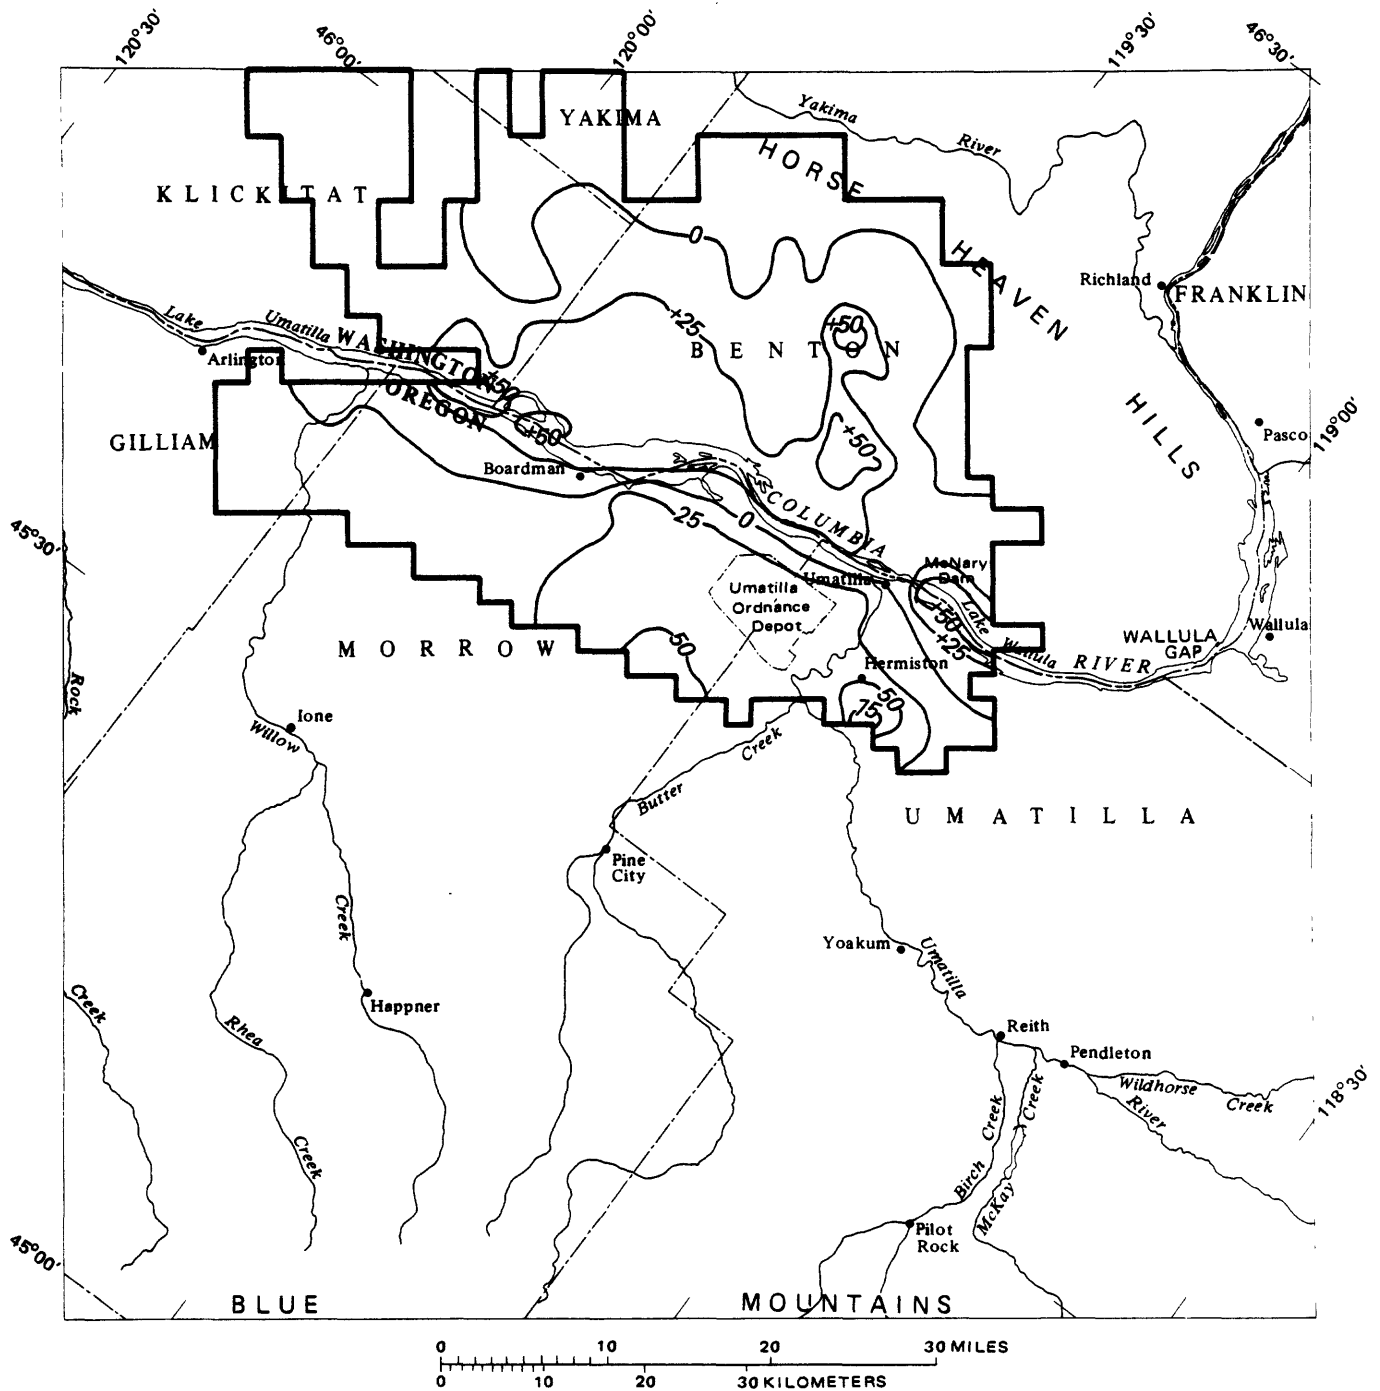 120°30'
46°00'
120°00'
119°30'
46°30'
YAKIMA
Yakima
River
HORSE
KLICKITAT
0
HEAVEN
Richland
FRANKLIN
Lake
Umatilla
WASHINGTON
+25
+50
BENTON
Arlington
OREGON
+50
HILLS
119°00'
GILLIAM
+50
+50
Pasco
Boardman
COLUMBIA
25
0
45°30'
McNary
Dam
Umatilla
Umatilla
Ordnance
Depot
Lake
Wallula
+50
+25
WALLULA
GAP
Wallula
RIVER
MORROW
50
Hermiston
50
75
Rock
Ione
Willow
Creek
Butter
UMATILLA
Pine
City
Creek
Yoakum
Umatilla
Creek
Happner
Rhea
Reith
Pendleton
Wildhorse
Creek
River
118°30'
Creek
Creek
Creek
Birch
McKay
Pilot
Rock
45°00'
BLUE
MOUNTAINS
0 10 20 30 MILES
0 10 20 30 KILOMETERS